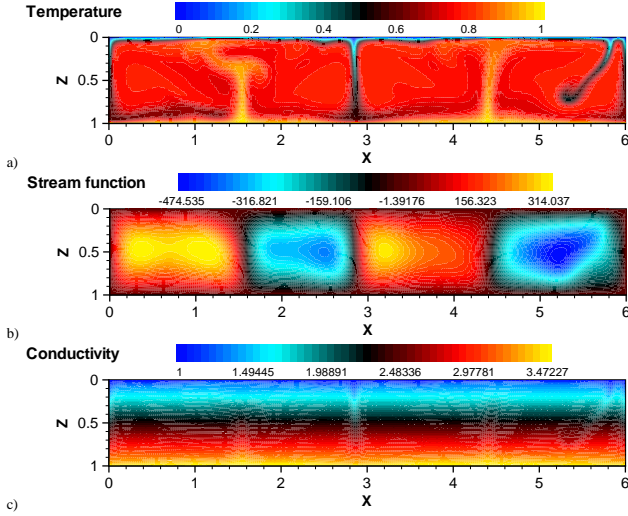 Temperature
0 0.2 0.4 0.6 0.8 1
0
0.5
1
Z
0 1 2 3 4 5 6
X
a)
Stream function
-474.535 -316.821 -159.106 -1.39176 156.323 314.037
0
0.5
1
Z
0 1 2 3 4 5 6
X
b)
Conductivity
1 1.49445 1.98891 2.48336 2.97781 3.47227
0
0.5
1
Z
0 1 2 3 4 5 6
X
c)